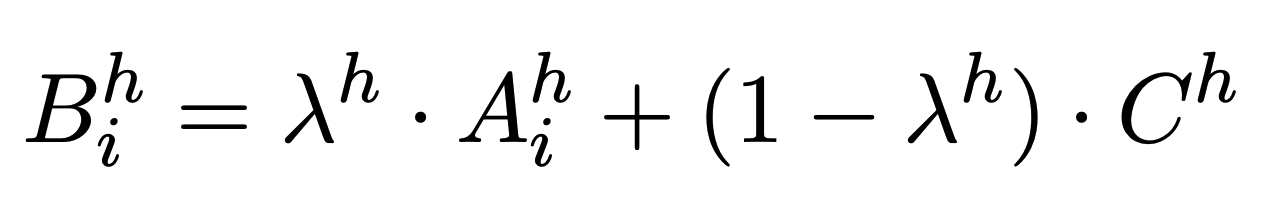 B_i^h = λ^h · A_i^h + (1 − λ^h) · C^h